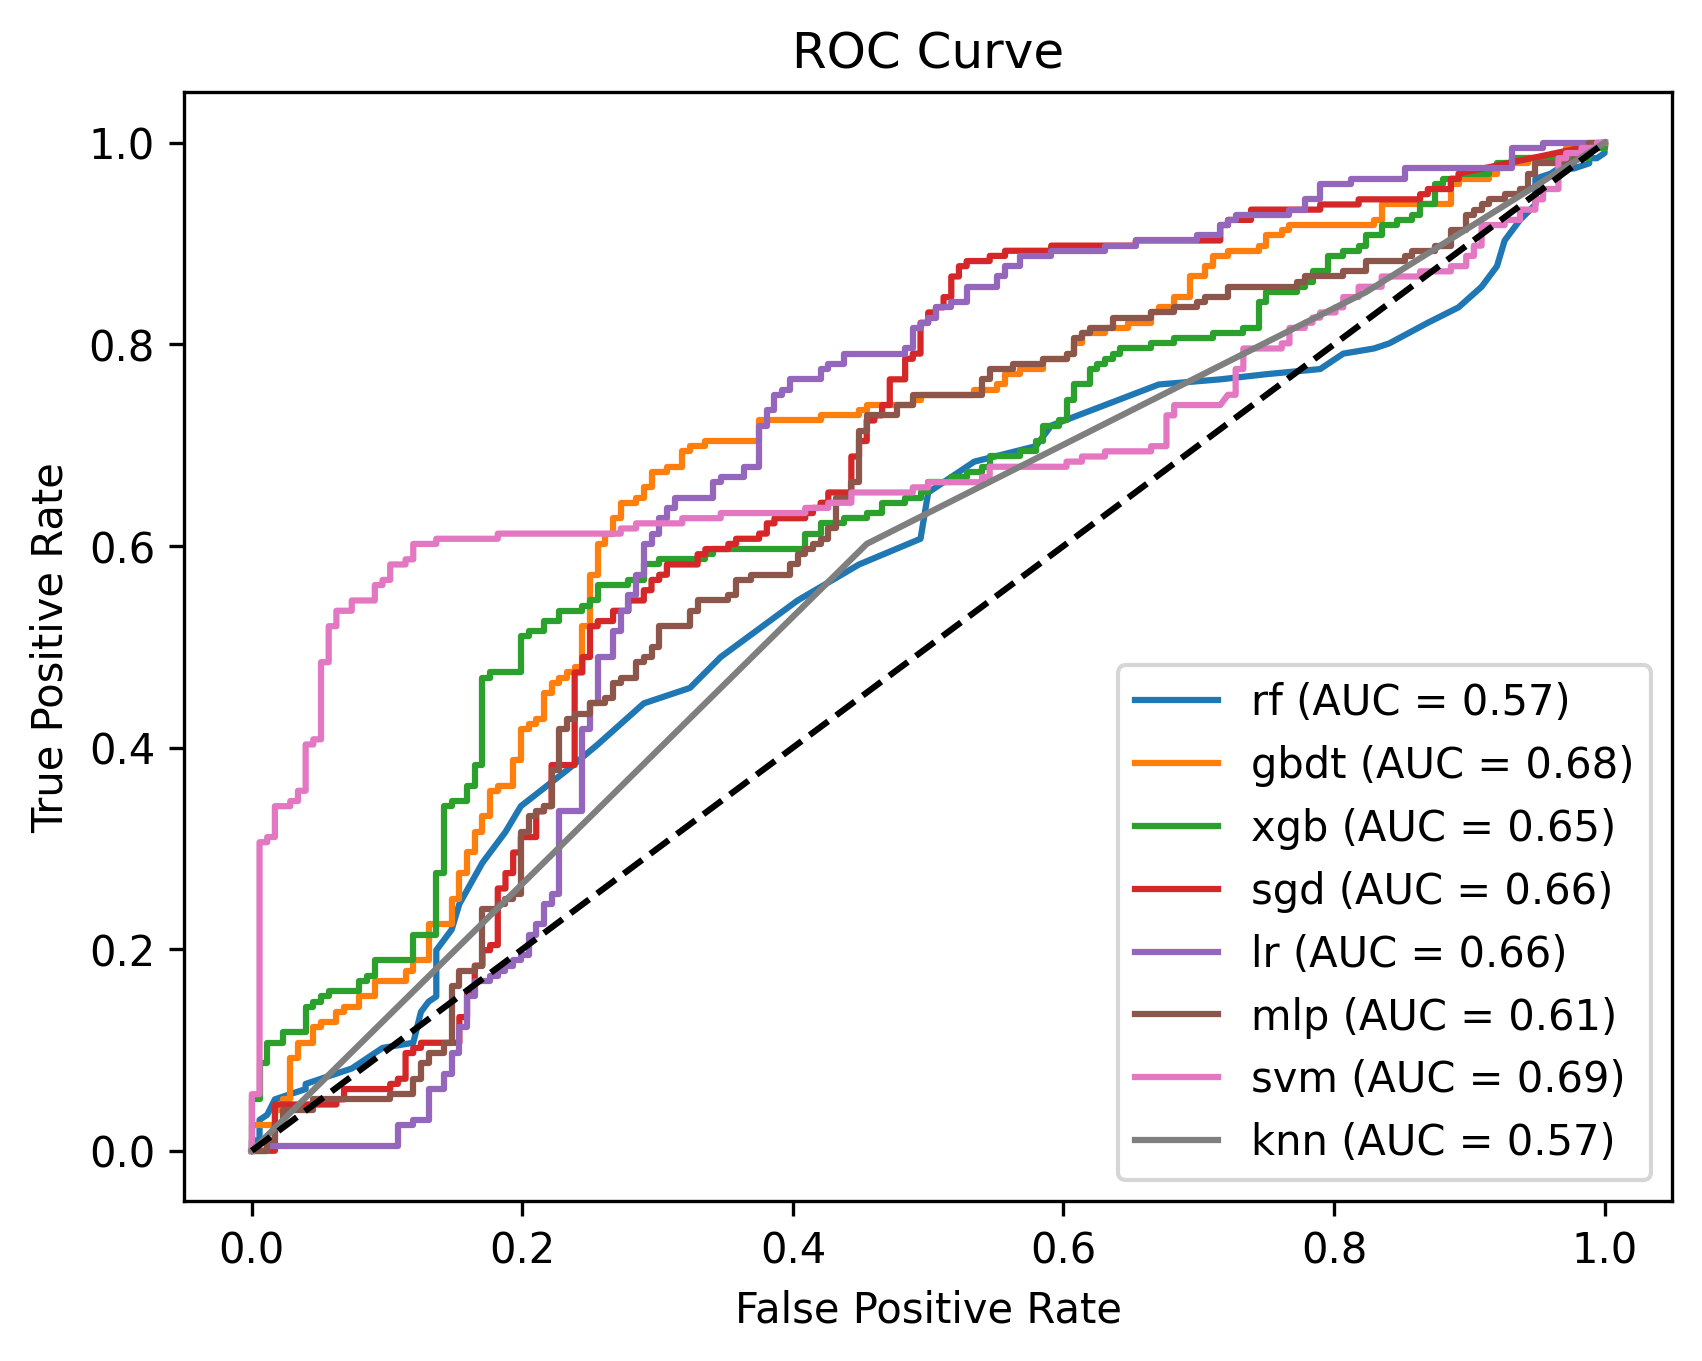 ROC Curve
True Positive Rate
1.0
0.8
0.6
0.4
0.2
0.0
rf (AUC = 0.57)
gbdt (AUC = 0.68)
xgb (AUC = 0.65)
sgd (AUC = 0.66)
lr (AUC = 0.66)
mlp (AUC = 0.61)
svm (AUC = 0.69)
knn (AUC = 0.57)
0.0 0.2 0.4 0.6 0.8 1.0
False Positive Rate